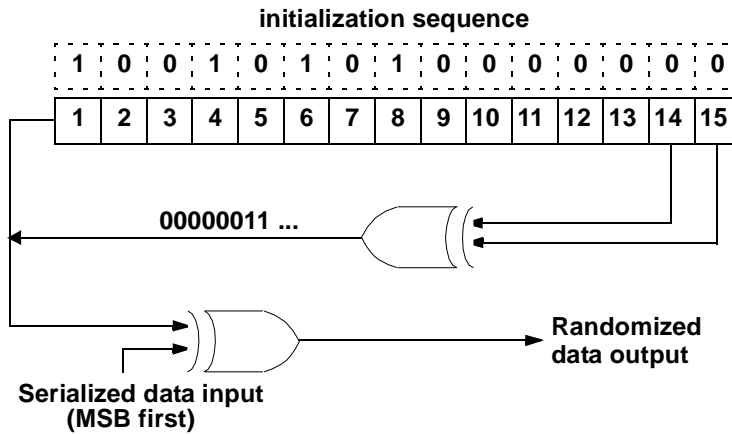 initialization sequence
1 0 0 1 0 1 0 1 0 0 0 0 0 0 0
1 2 3 4 5 6 7 8 9 10 11 12 13 14 15
00000011 ...
Randomized
data output
Serialized data input
(MSB first)